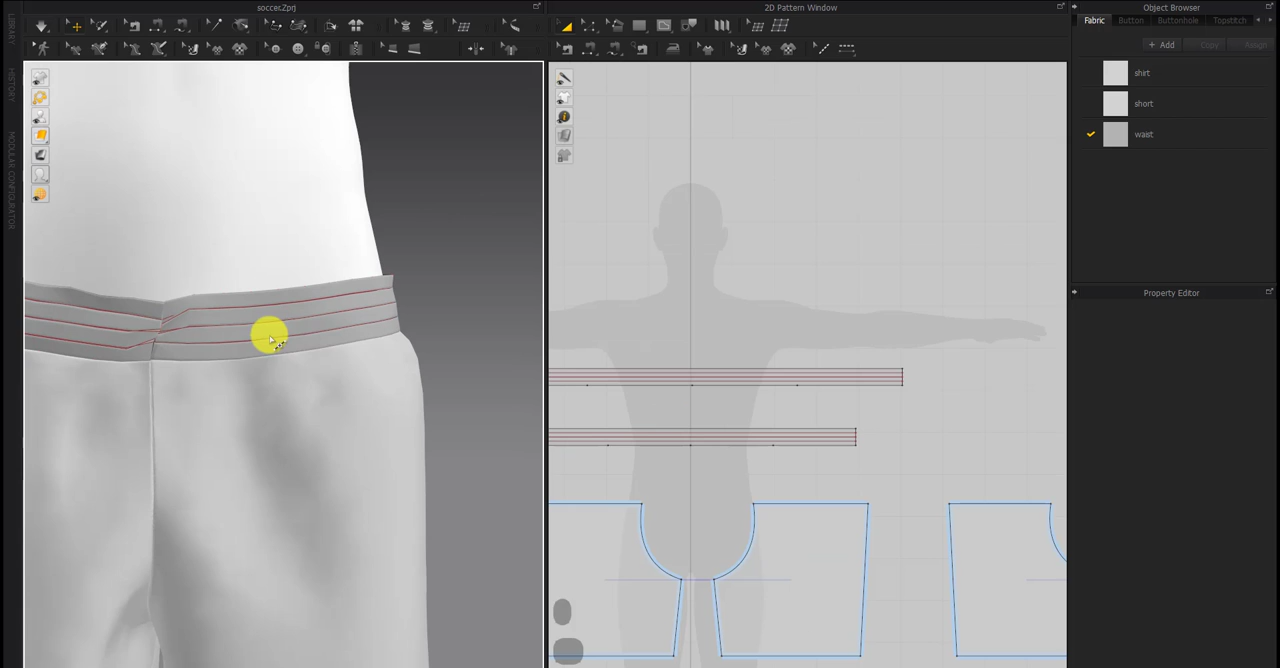 soccer.Zprj
2D Pattern Window
Object Browser
Fabric
Button
Buttonhole
Topstitch
+ Add
Copy
Assign
shirt
short
waist
Property Editor
LIBRARY
HISTORY
MODULAR CONFIGURATOR